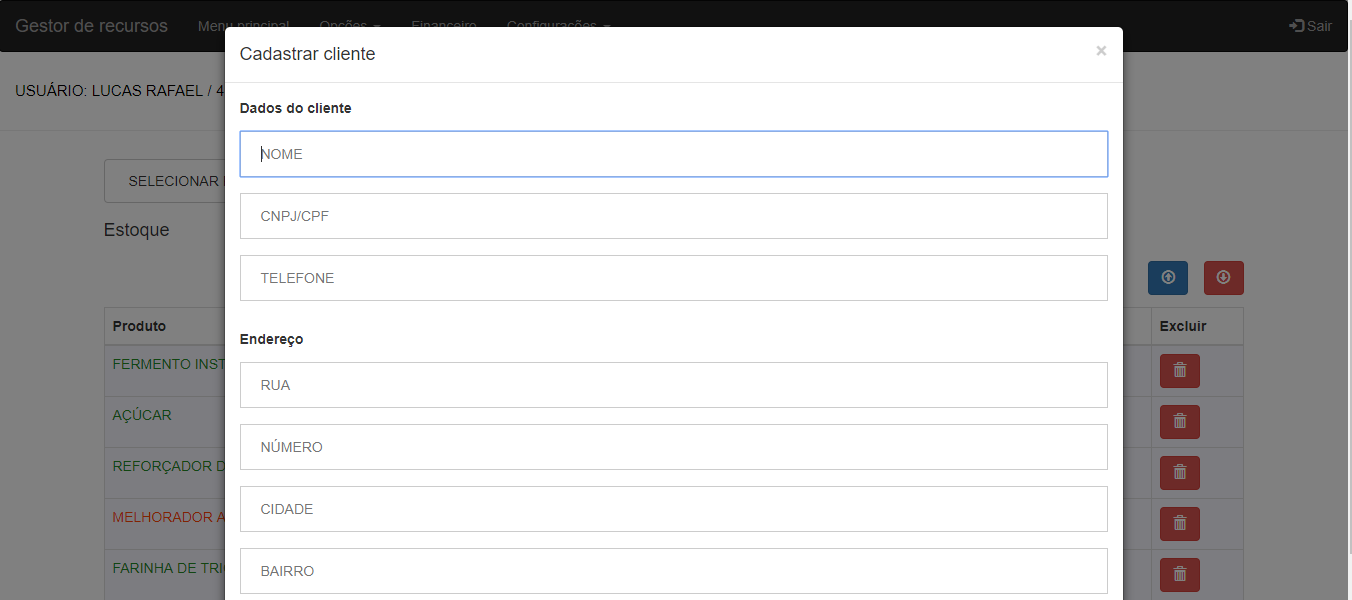 Gestor de recursos Menu principal Opções Financeiro Configurações Sair
Cadastrar cliente ×
USUÁRIO: LUCAS RAFAEL / 4
Dados do cliente
NOME
SELECIONAR
CNPJ/CPF
Estoque
TELEFONE
Produto Excluir
Endereço
FERMENTO INST
RUA
AÇÚCAR
NÚMERO
REFORÇADOR D
CIDADE
MELHORADOR A
FARINHA DE TRI
BAIRRO